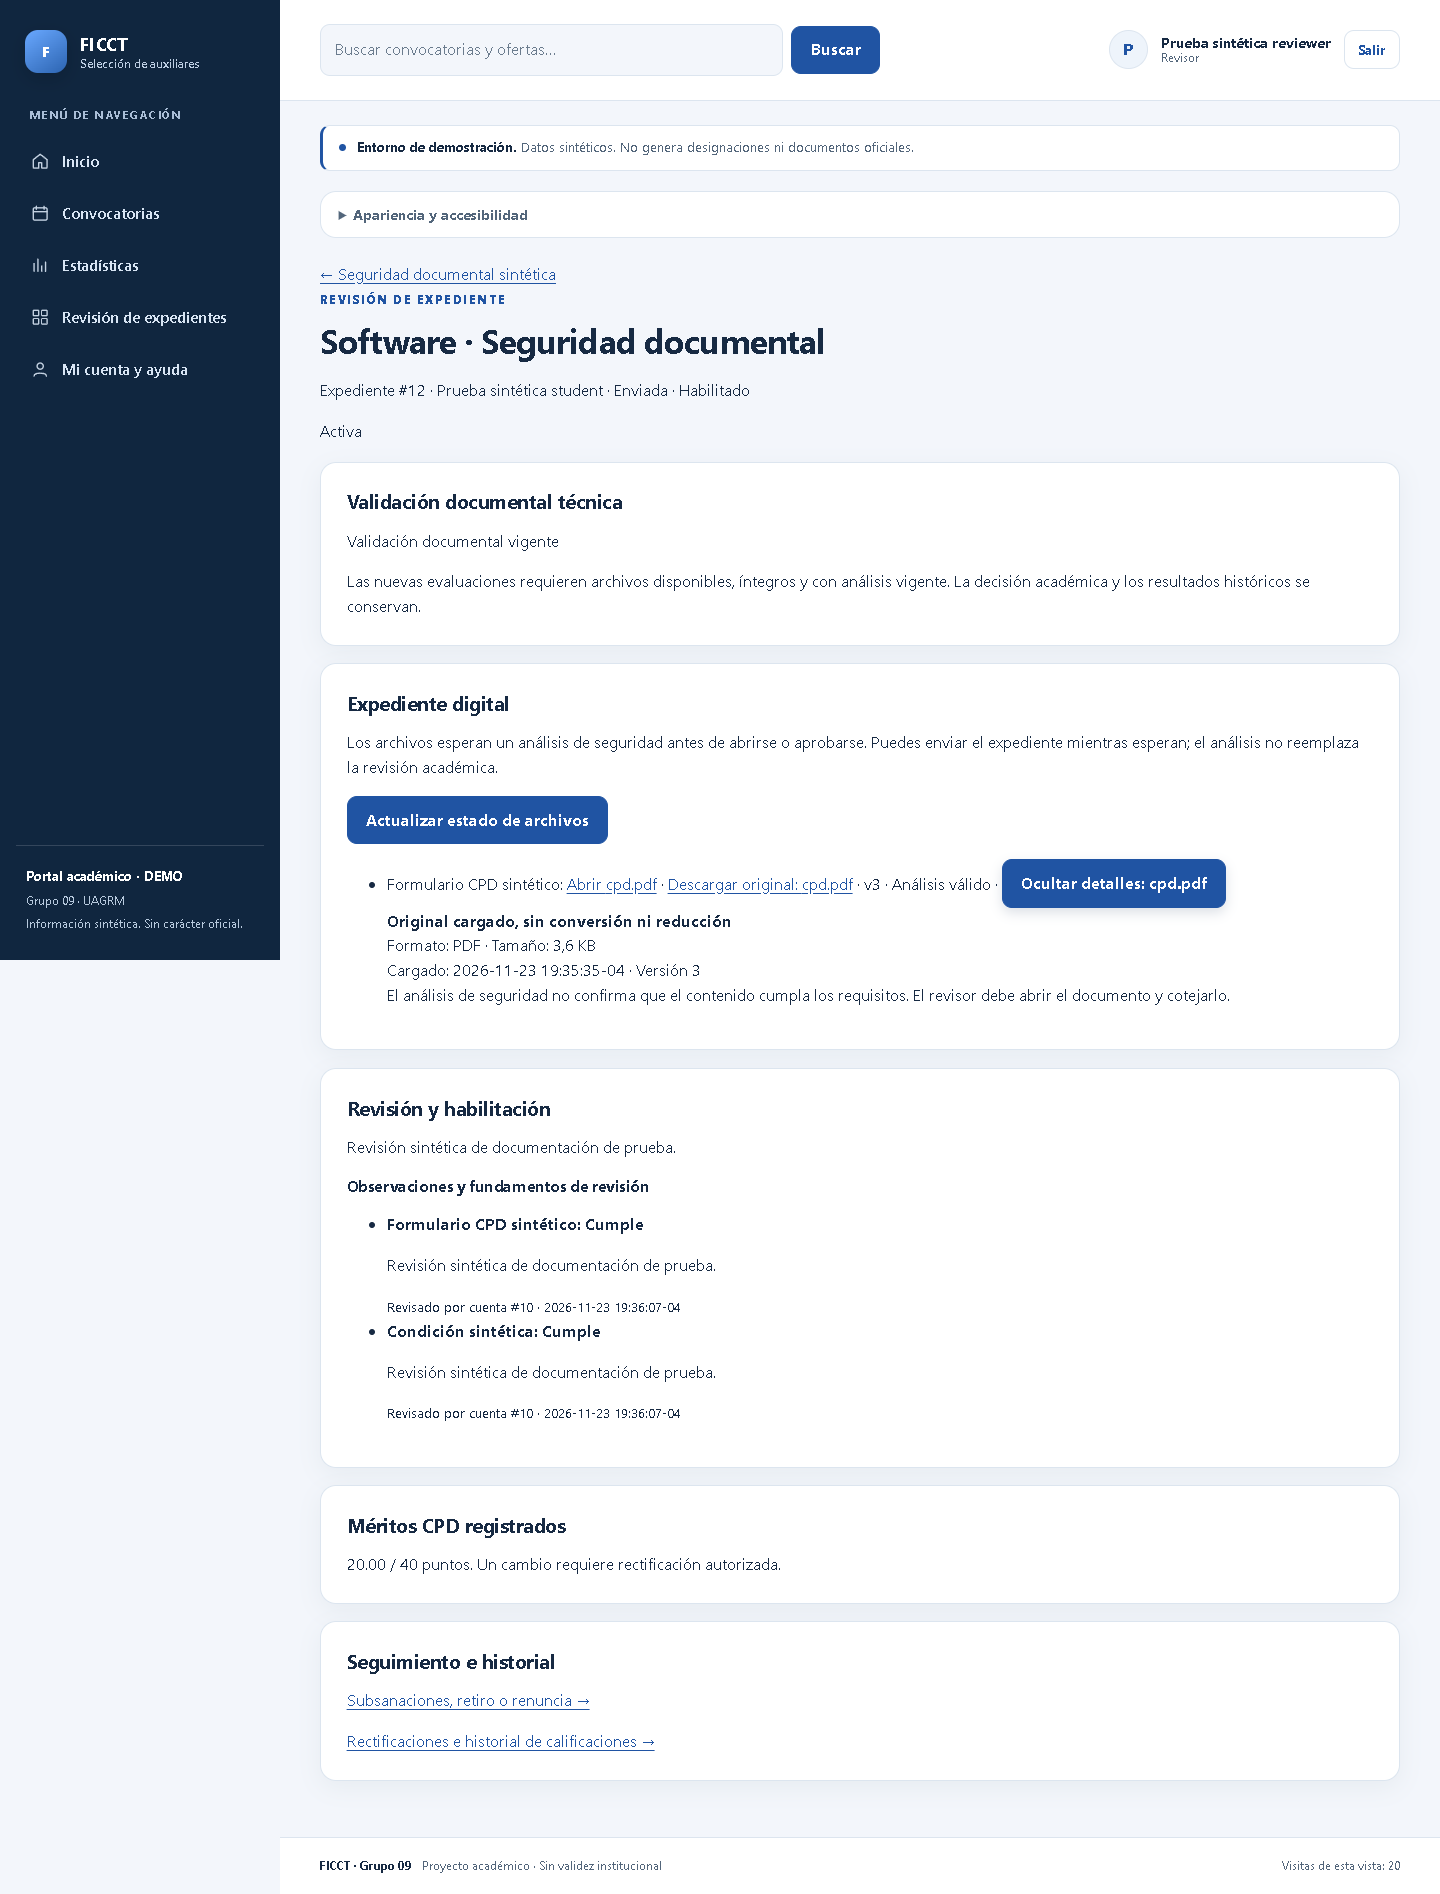 F
FICCT
Selección de auxiliares
MENÚ DE NAVEGACIÓN
Inicio
Convocatorias
Estadísticas
Revisión de expedientes
Mi cuenta y ayuda
Portal académico · DEMO
Grupo 09 · UAGRM
Información sintética. Sin carácter oficial.
Buscar convocatorias y ofertas...
Buscar
P
Prueba sintética reviewer
Revisor
Salir
Entorno de demostración. Datos sintéticos. No genera designaciones ni documentos oficiales.
▶ Apariencia y accesibilidad
← Seguridad documental sintética
REVISIÓN DE EXPEDIENTE
Software · Seguridad documental
Expediente #12 · Prueba sintética student · Enviada · Habilitado
Activa
Validación documental técnica
Validación documental vigente
Las nuevas evaluaciones requieren archivos disponibles, íntegros y con análisis vigente. La decisión académica y los resultados históricos se
conservan.
Expediente digital
Los archivos esperan un análisis de seguridad antes de abrirse o aprobarse. Puedes enviar el expediente mientras esperan; el análisis no reemplaza
la revisión académica.
Actualizar estado de archivos
• Formulario CPD sintético: Abrir cpd.pdf · Descargar original: cpd.pdf · v3 · Análisis válido · Ocultar detalles: cpd.pdf
Original cargado, sin conversión ni reducción
Formato: PDF · Tamaño: 3,6 KB
Cargado: 2026-11-23 19:35:35-04 · Versión 3
El análisis de seguridad no confirma que el contenido cumpla los requisitos. El revisor debe abrir el documento y cotejarlo.
Revisión y habilitación
Revisión sintética de documentación de prueba.
Observaciones y fundamentos de revisión
• Formulario CPD sintético: Cumple
Revisión sintética de documentación de prueba.
Revisado por cuenta #10 · 2026-11-23 19:36:07-04
• Condición sintética: Cumple
Revisión sintética de documentación de prueba.
Revisado por cuenta #10 · 2026-11-23 19:36:07-04
Méritos CPD registrados
20.00 / 40 puntos. Un cambio requiere rectificación autorizada.
Seguimiento e historial
Subsanaciones, retiro o renuncia →
Rectificaciones e historial de calificaciones →
FICCT · Grupo 09 Proyecto académico · Sin validez institucional
Visitas de esta vista: 20